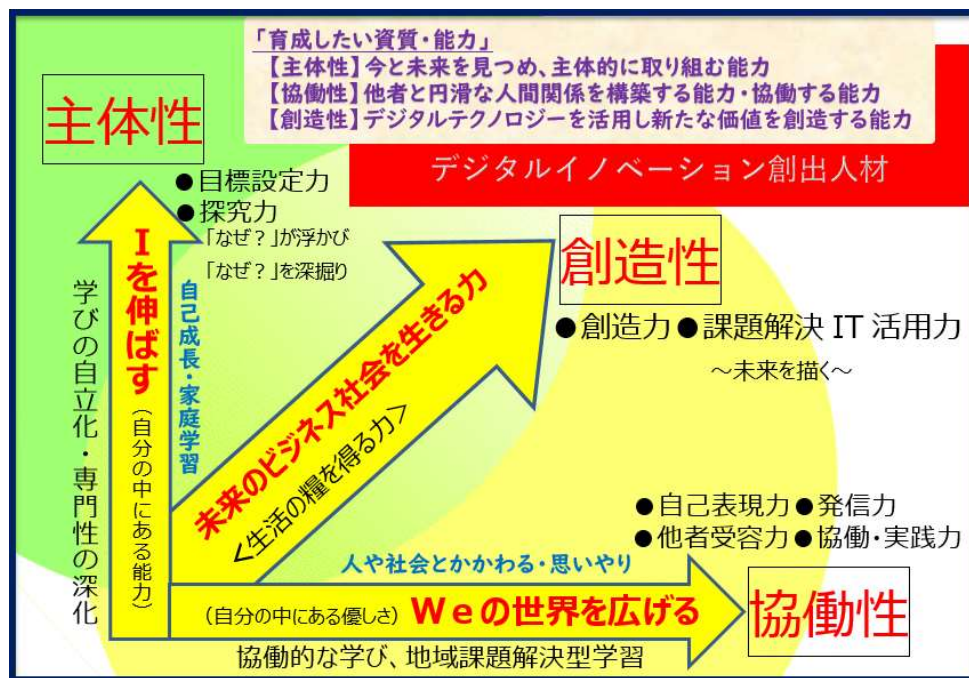 「育成したい資質・能力」
【主体性】今と未来を見つめ、主体的に取り組む能力
【協働性】他者と円滑な人間関係を構築する能力・協働する能力
【創造性】デジタルテクノロジーを活用し新たな価値を創造する能力
デジタルイノベーション創出人材
主体性
●目標設定力
●探究力
「なぜ?」が浮かび
「なぜ?」を深掘り
Iを伸ばす
(自分の中にある能力)
学びの自立化・専門性の深化
自己成長・家庭学習
未来のビジネス社会を生きる力
<生活の糧を得る力>
創造性
●創造力●課題解決 IT 活用力
~未来を描く~
●自己表現力●発信力
●他者受容力●協働・実践力
人や社会とかかわる・思いやり
(自分の中にある優しさ) Weの世界を広げる
協働性
協働的な学び、地域課題解決型学習